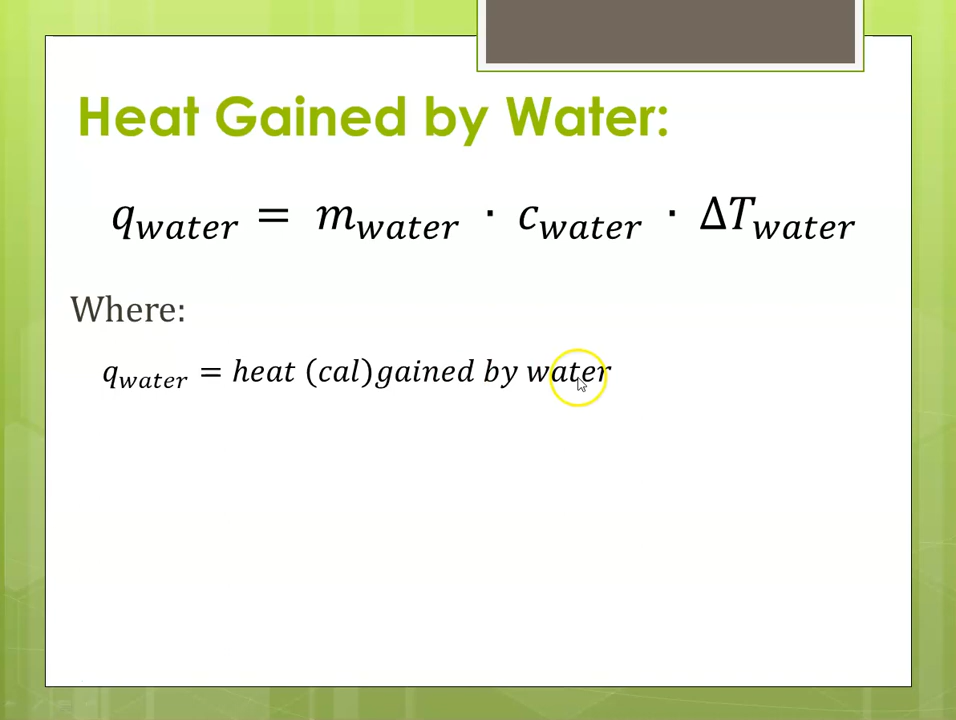 Heat Gained by Water:
q_water = m_water · c_water · ΔT_water
Where:
q_water = heat (cal)gained by water